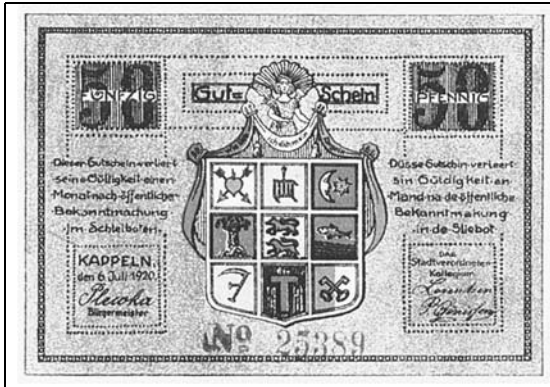 50
FÜNFZIG
Gut= Schein
50
PFENNIG
Dieser Gutschein verliert
seine Gültigkeit einen
Monat nach öffentlicher
Bekanntmachung
im Schleiboten.
KAPPELN,
den 6. Juli 1920.
Plewka
Bürgermeister
Düsse Gutschin verleert
sin Güldigkeit en
Mand na de öffentliche
Bekanntmakung
in de Sliebot
DAS
Stadtverordneten-
Kollegium
No 25389